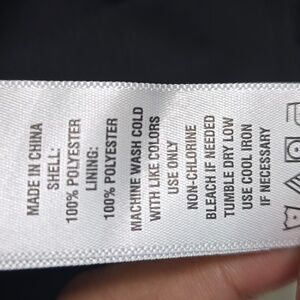 MADE IN CHINA
SHELL:
100% POLYESTER
LINING:
100% POLYESTER
MACHINE WASH COLD
WITH LIKE COLORS
USE ONLY
NON-CHLORINE
BLEACH IF NEEDED
TUMBLE DRY LOW
USE COOL IRON
IF NECESSARY